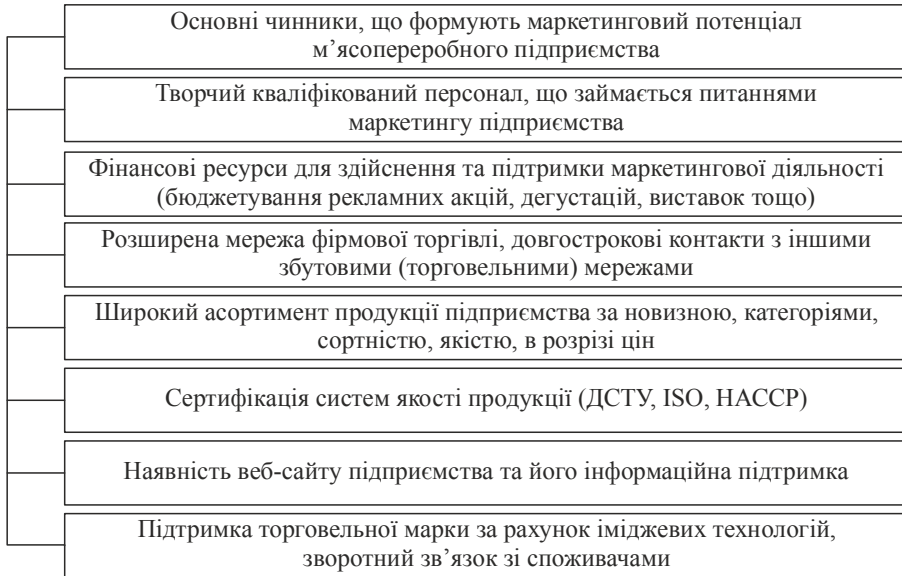 Основні чинники, що формують маркетинговий потенціал
м’ясопереробного підприємства
Творчий кваліфікований персонал, що займається питаннями
маркетингу підприємства
Фінансові ресурси для здійснення та підтримки маркетингової діяльності
(бюджетування рекламних акцій, дегустацій, виставок тощо)
Розширена мережа фірмової торгівлі, довгострокові контакти з іншими
збутовими (торговельними) мережами
Широкий асортимент продукції підприємства за новизною, категоріями,
сортністю, якістю, в розрізі цін
Сертифікація систем якості продукції (ДСТУ, ISO, НАССР)
Наявність веб-сайту підприємства та його інформаційна підтримка
Підтримка торговельної марки за рахунок іміджевих технологій,
зворотний зв’язок зі споживачами